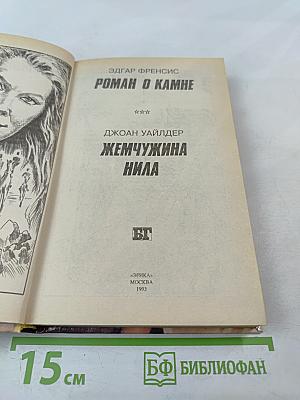 ЭДГАР ФРЕНСИС
РОМАН О КАМНЕ
***
ДЖОАН УАЙЛДЕР
ЖЕМЧУЖИНА
НИЛА
БГ
«ЭРИКА»
МОСКВА
1993
15 см
БФ БИБЛИОФАН